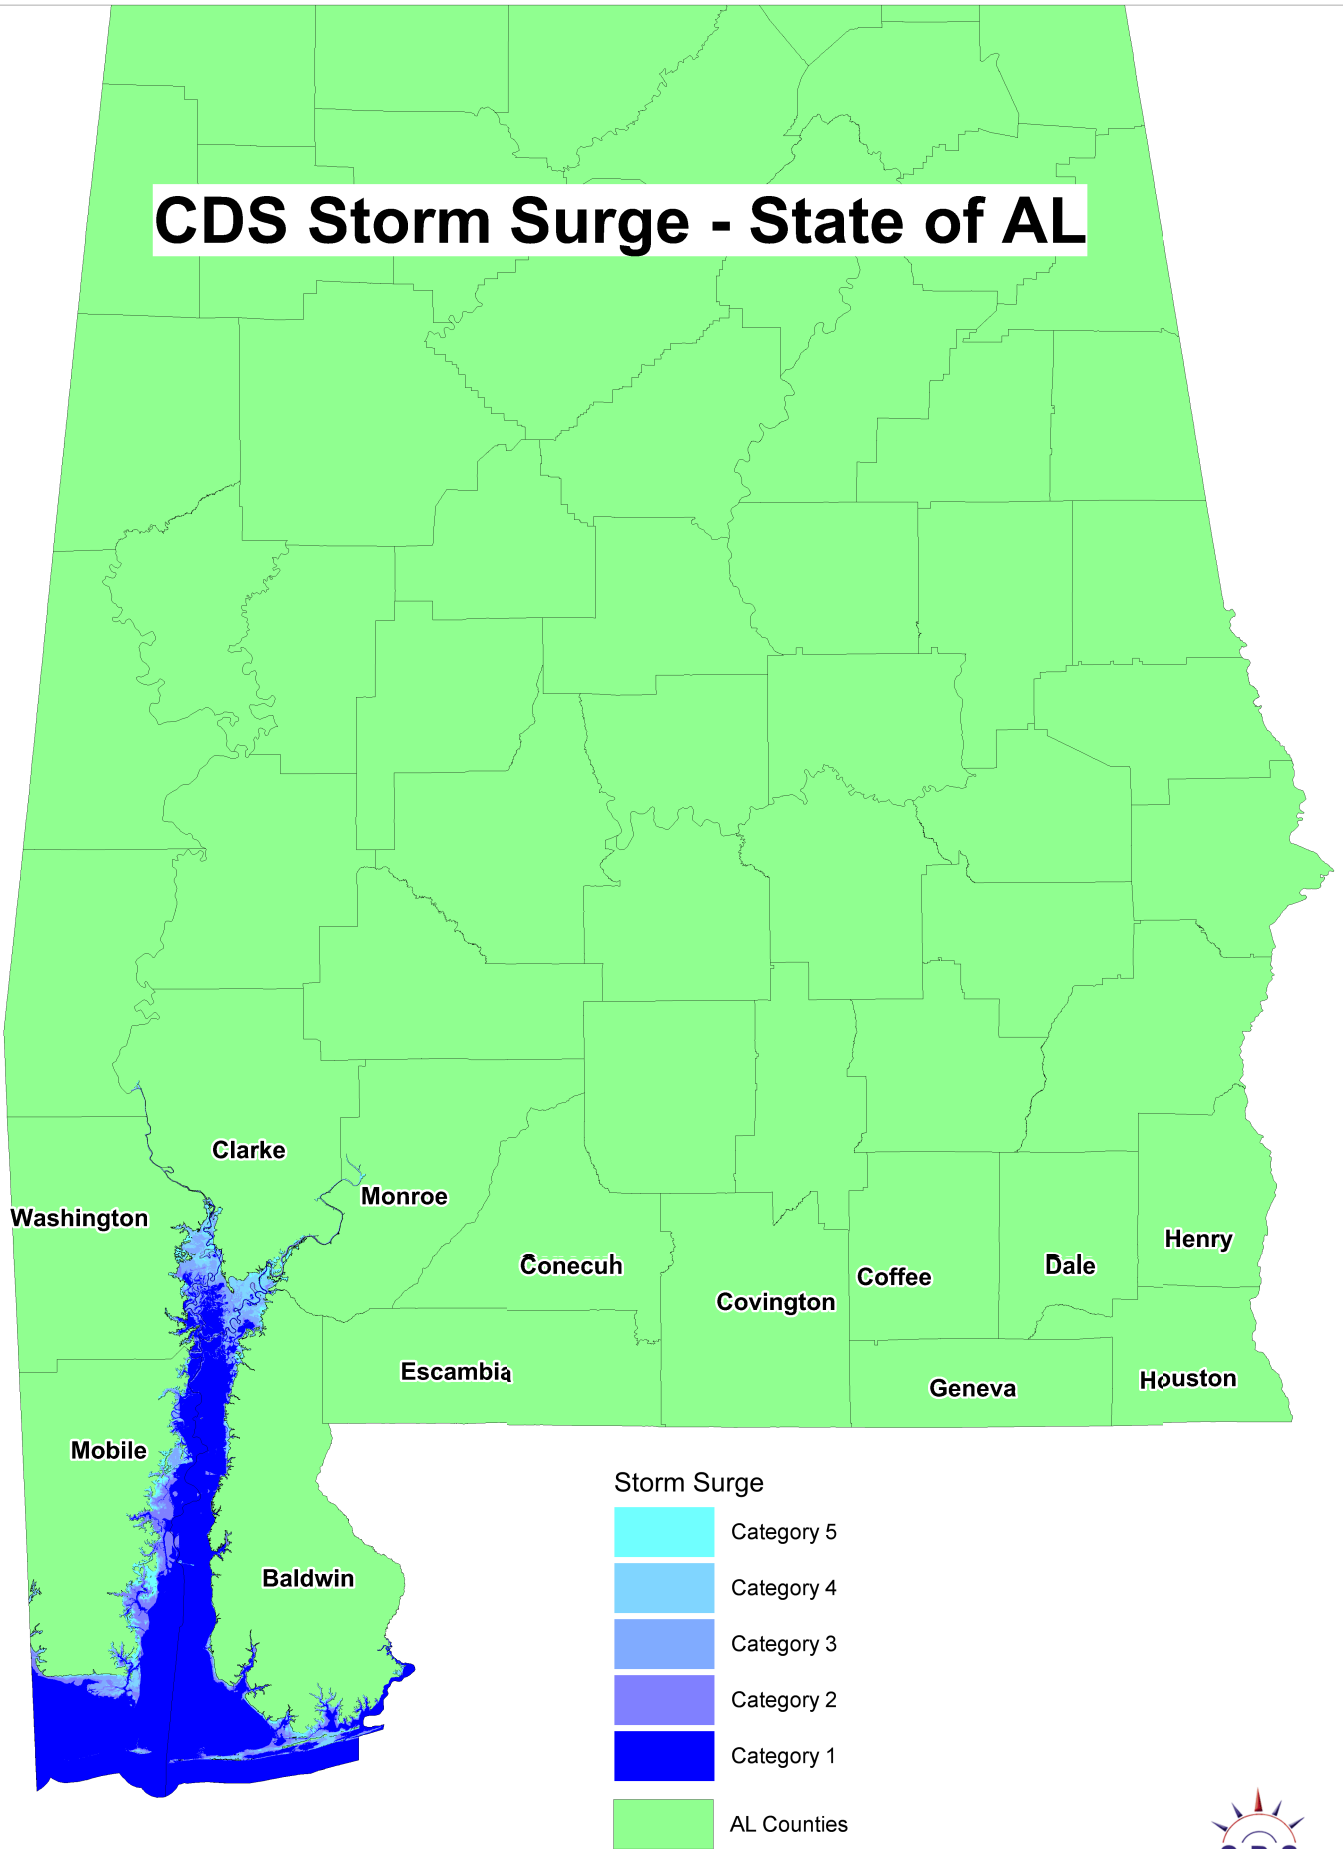 CDS Storm Surge - State of AL
Clarke
Monroe
Washington
Henry
Conecuh
Dale
Coffee
Covington
Escambia
Houston
Geneva
Mobile
Baldwin
Storm Surge
Category 5
Category 4
Category 3
Category 2
Category 1
AL Counties